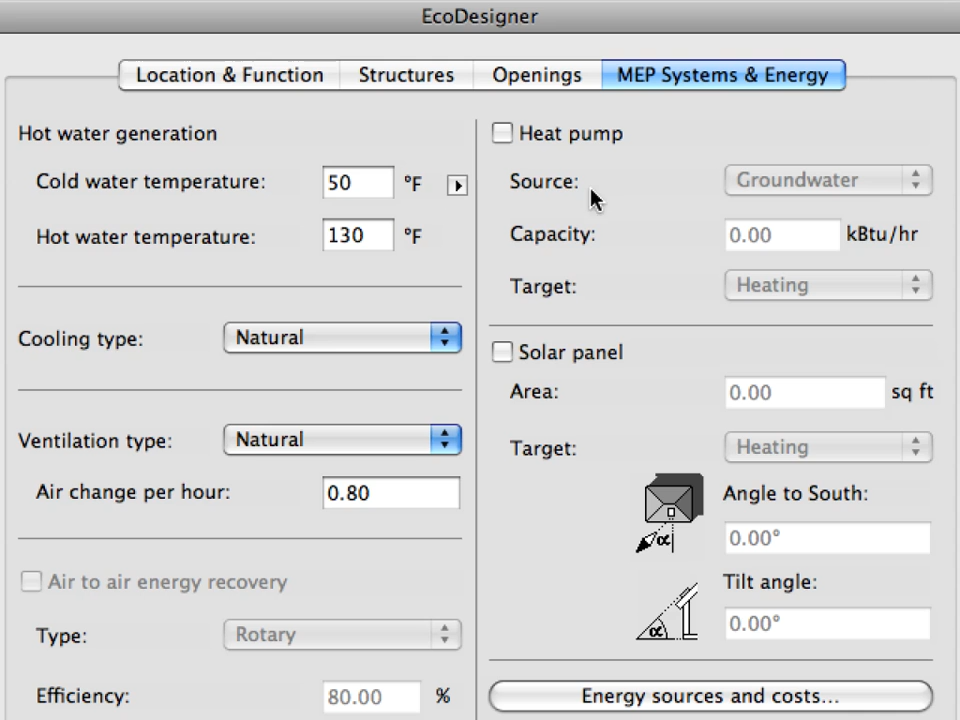 EcoDesigner
Location & Function Structures Openings MEP Systems & Energy
Hot water generation
Cold water temperature: 50 °F
Hot water temperature: 130 °F
Cooling type: Natural
Ventilation type: Natural
Air change per hour: 0.80
Air to air energy recovery
Type: Rotary
Efficiency: 80.00 %
Heat pump
Source: Groundwater
Capacity: 0.00 kBtu/hr
Target: Heating
Solar panel
Area: 0.00 sq ft
Target: Heating
α
Angle to South:
0.00°
α
Tilt angle:
0.00°
Energy sources and costs...